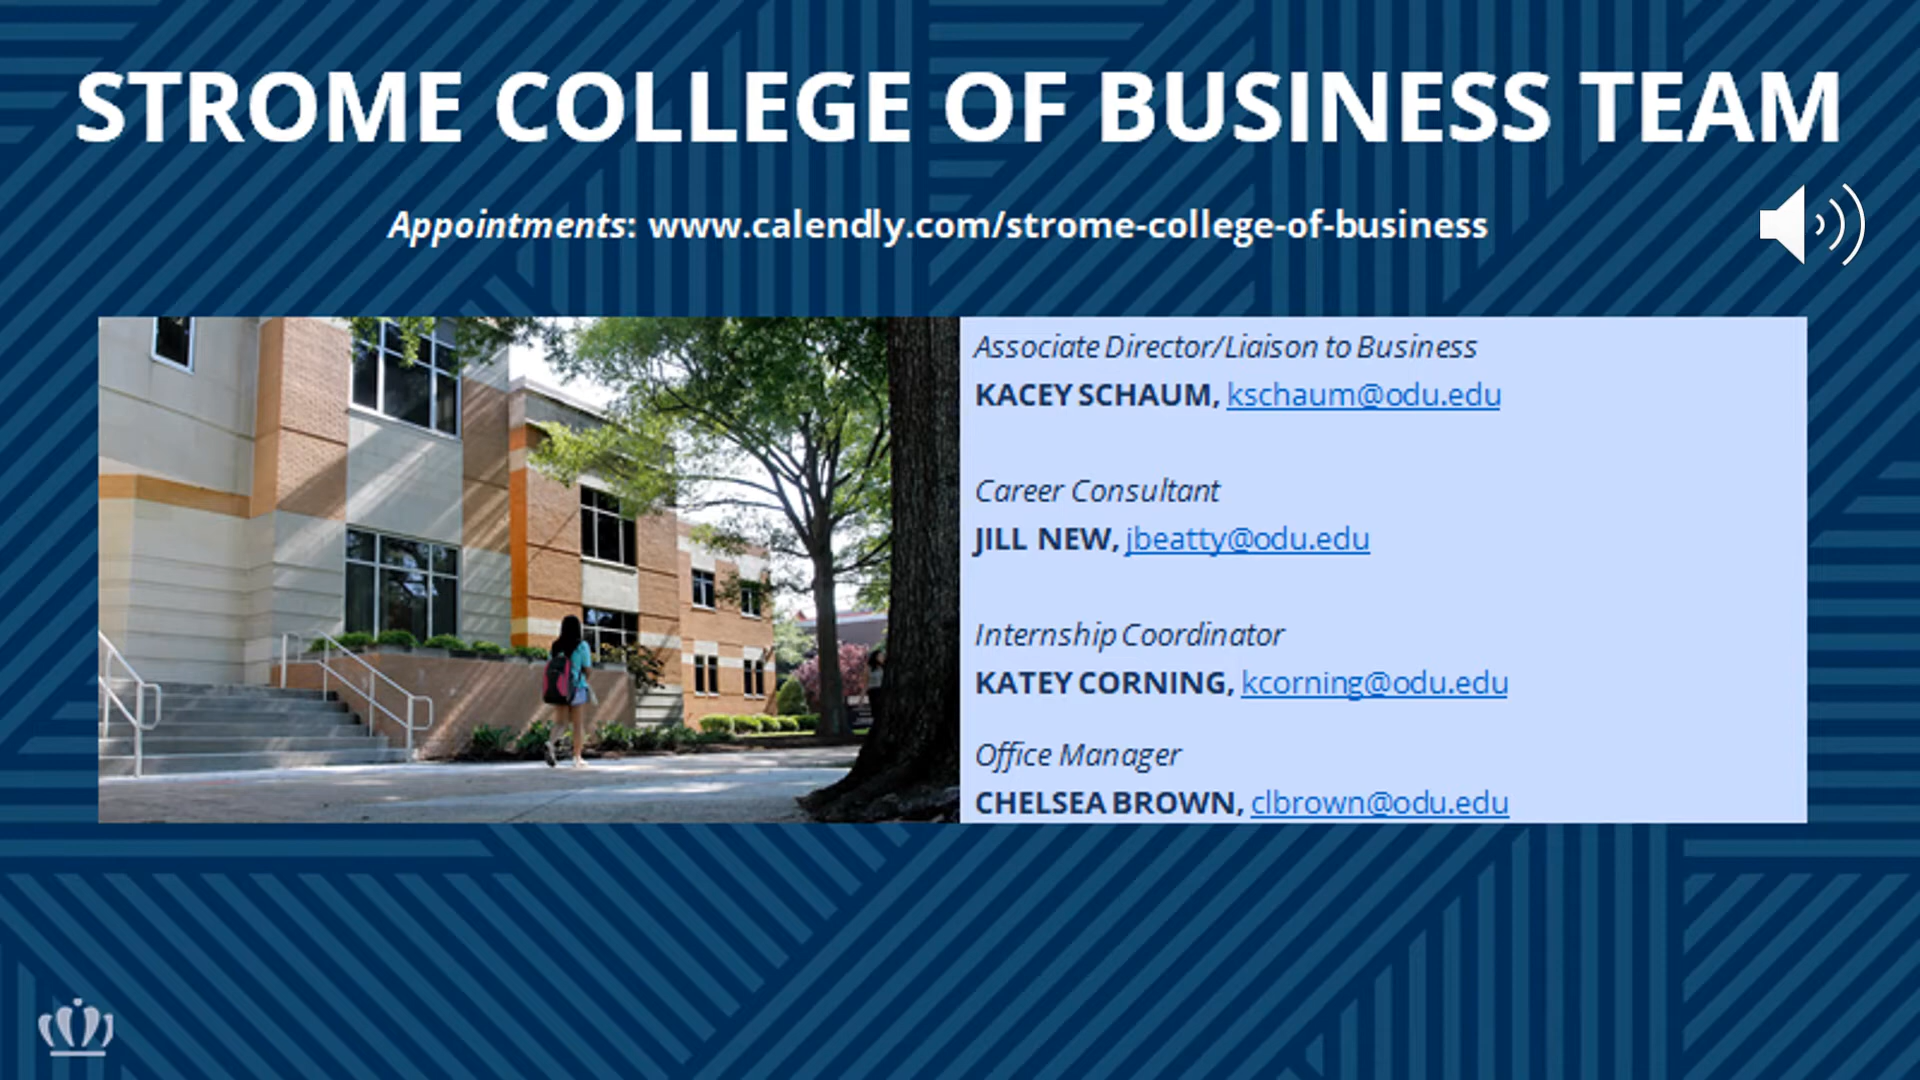 STROME COLLEGE OF BUSINESS TEAM
Appointments: www.calendly.com/strome-college-of-business
Associate Director/Liaison to Business
KACEY SCHAUM, kschaum@odu.edu
Career Consultant
JILL NEW, jbeatty@odu.edu
Internship Coordinator
KATEY CORNING, kcorning@odu.edu
Office Manager
CHELSEA BROWN, clbrown@odu.edu